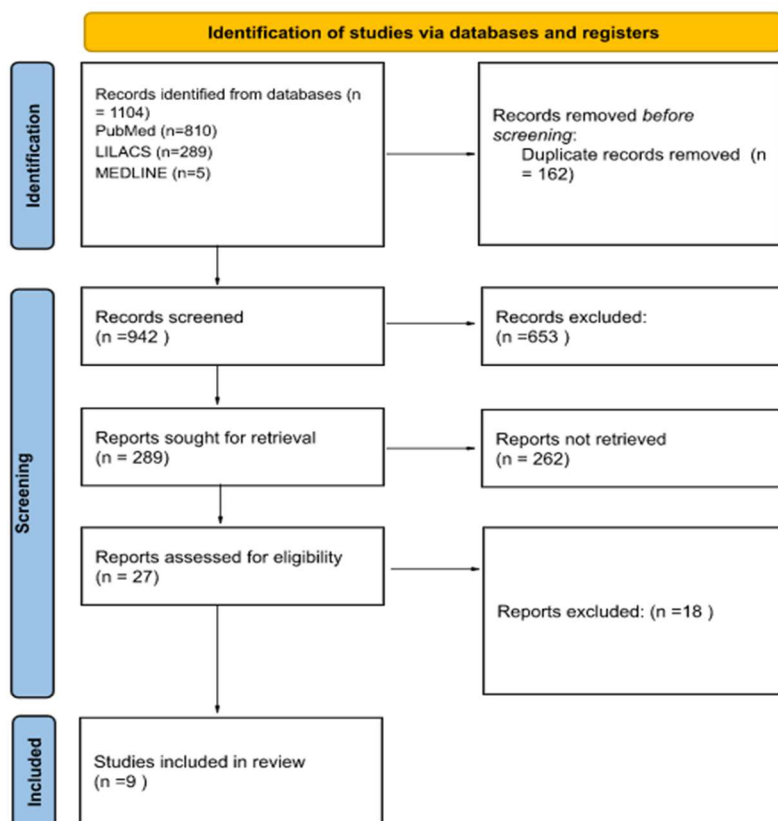 Identification of studies via databases and registers
Identification
Records identified from databases (n
= 1104)
PubMed (n=810)
LILACS (n=289)
MEDLINE (n=5)
Records removed before
screening:
Duplicate records removed (n
= 162)
Screening
Records screened
(n =942 )
Records excluded:
(n =653 )
Reports sought for retrieval
(n = 289)
Reports not retrieved
(n = 262)
Reports assessed for eligibility
(n = 27)
Reports excluded: (n =18 )
Included
Studies included in review
(n =9 )